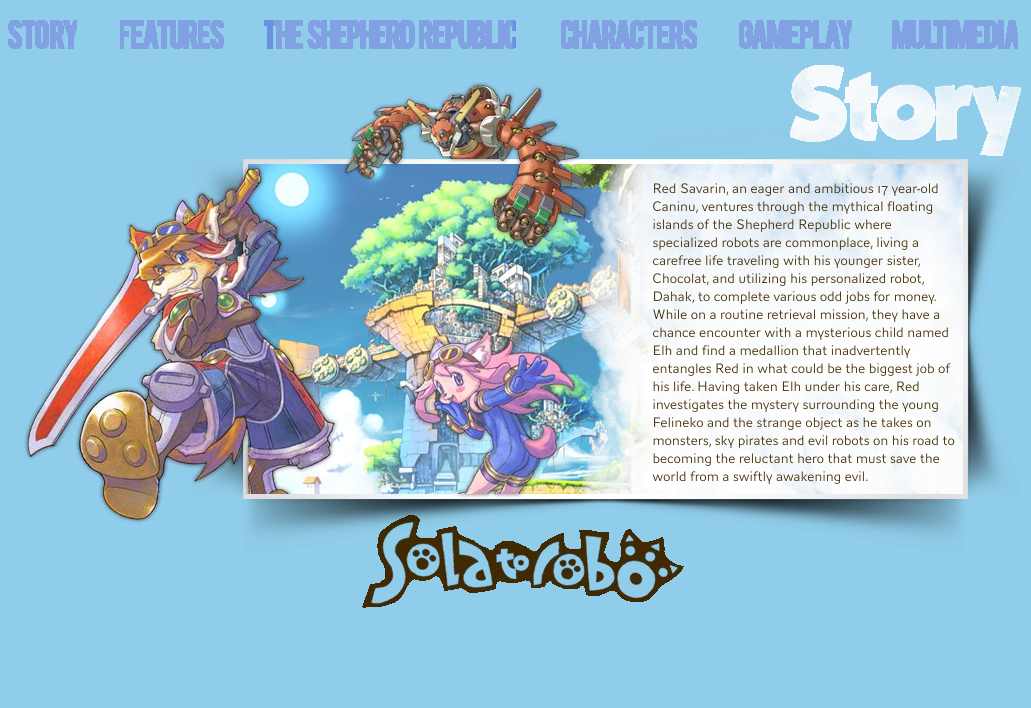 STORY FEATURES THE SHEPHERD REPUBLIC CHARACTERS GAMEPLAY MULTIMEDIA
Story
Red Savarin, an eager and ambitious 17 year-old
Caninu, ventures through the mythical floating
islands of the Shepherd Republic where
specialized robots are commonplace, living a
carefree life traveling with his younger sister,
Chocolat, and utilizing his personalized robot,
Dahak, to complete various odd jobs for money.
While on a routine retrieval mission, they have a
chance encounter with a mysterious child named
Elh and find a medallion that inadvertently
entangles Red in what could be the biggest job of
his life. Having taken Elh under his care, Red
investigates the mystery surrounding the young
Felineko and the strange object as he takes on
monsters, sky pirates and evil robots on his road to
becoming the reluctant hero that must save the
world from a swiftly awakening evil.
Solatorobo